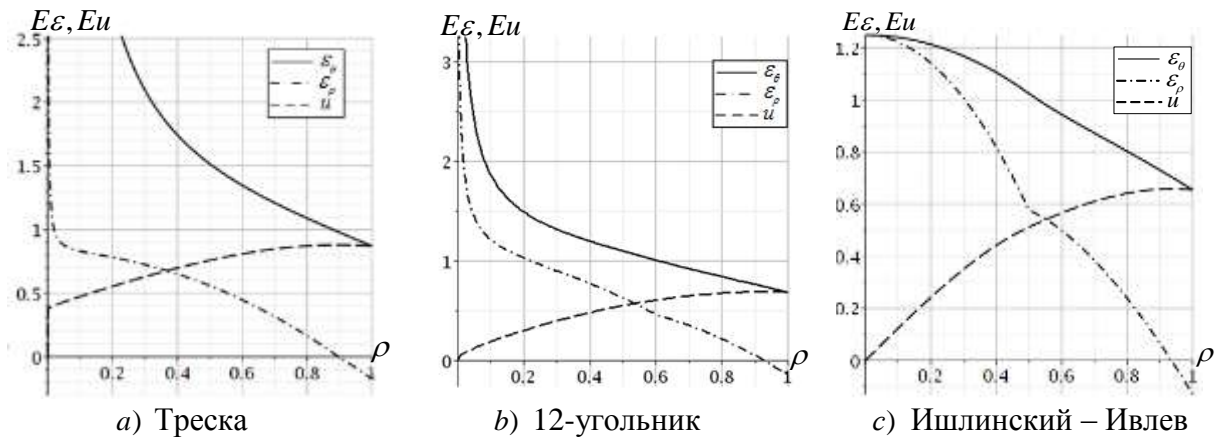 Eε, Eu
2.5
2
1.5
1
0.5
0
0.2
0.4
0.6
0.8
1
ρ
ε_θ
ε_ρ
u
a) Треска
Eε, Eu
3
2
1
0
0.2
0.4
0.6
0.8
1
ρ
ε_θ
ε_ρ
u
b) 12-угольник
Eε, Eu
1.2
1
0.8
0.6
0.4
0.2
0
0.2
0.4
0.6
0.8
1
ρ
ε_θ
ε_ρ
u
c) Ишлинский – Ивлев